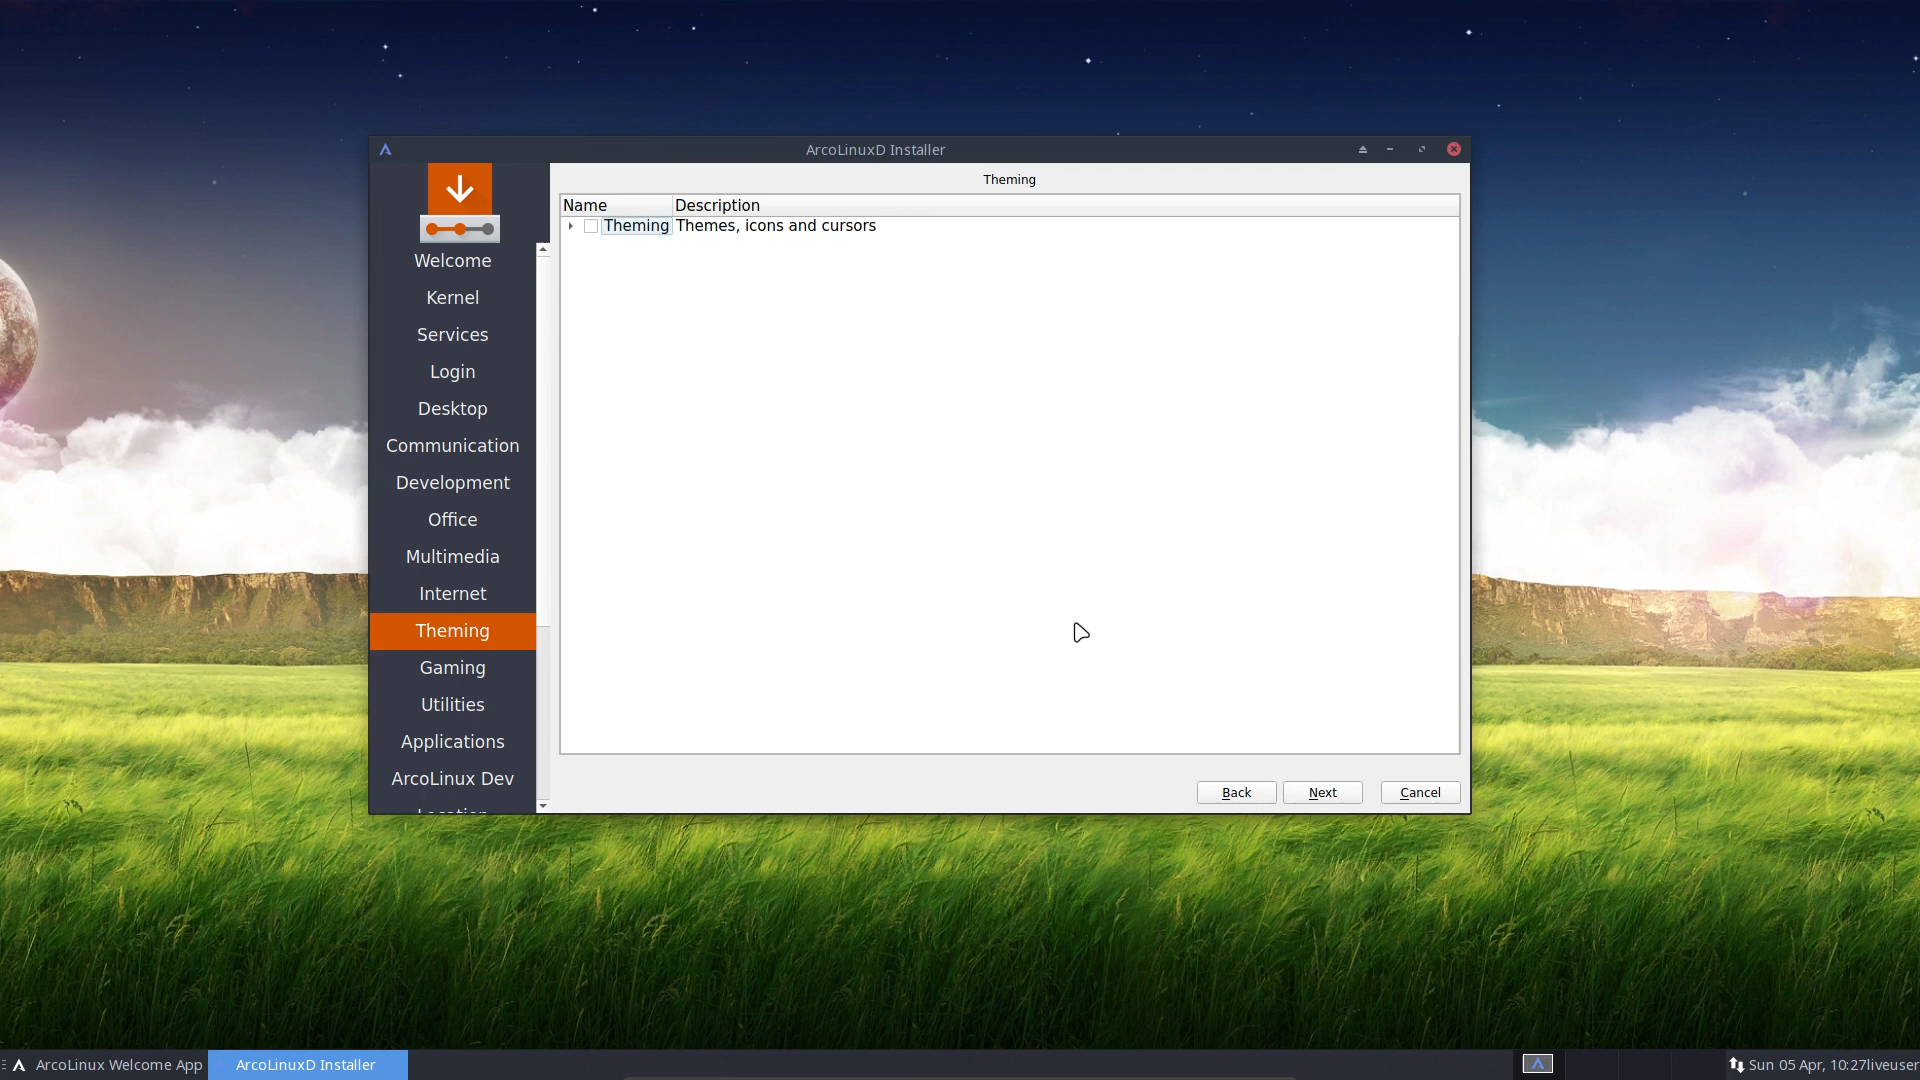 ArcoLinuxD Installer
Theming
Name Description
Theming Themes, icons and cursors
Welcome
Kernel
Services
Login
Desktop
Communication
Development
Office
Multimedia
Internet
Theming
Gaming
Utilities
Applications
ArcoLinux Dev
Back Next Cancel
ArcoLinux Welcome App ArcoLinuxD Installer Sun 05 Apr, 10:27 liveuser